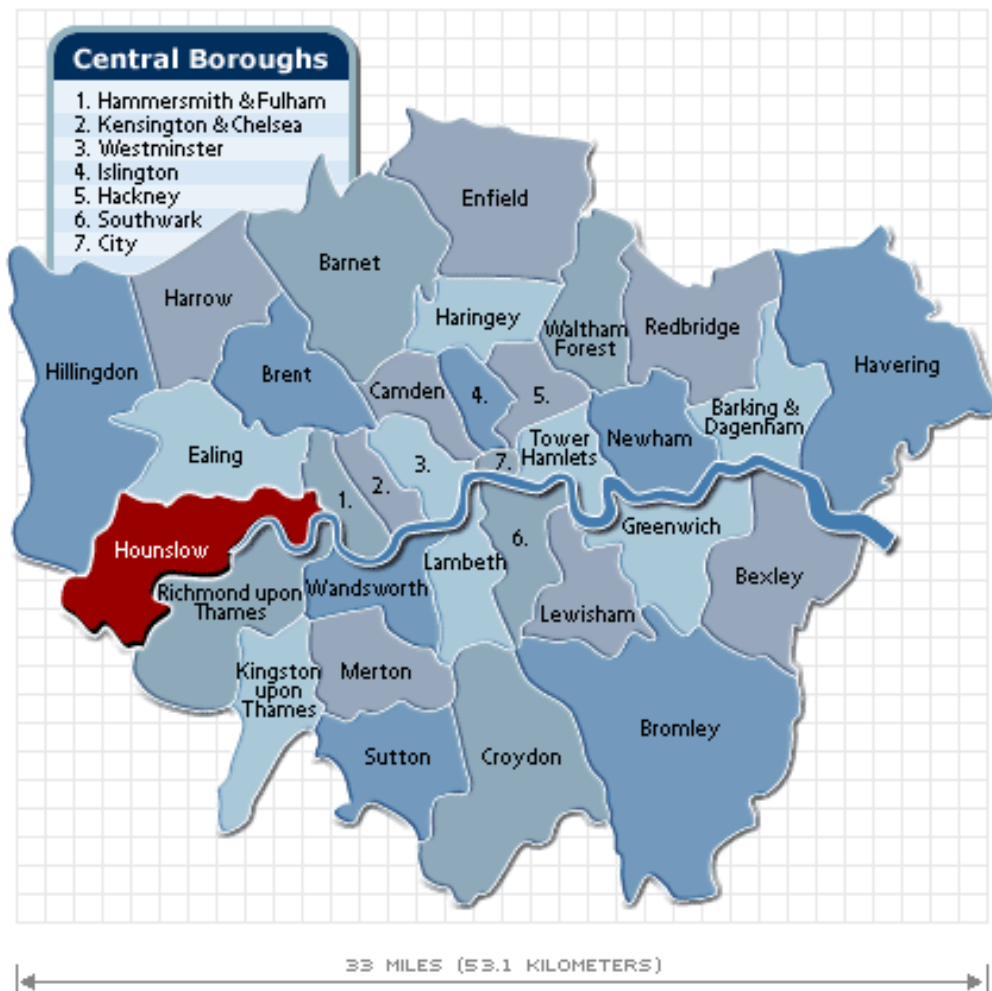 Central Boroughs
1. Hammersmith & Fulham
2. Kensington & Chelsea
3. Westminster
4. Islington
5. Hackney
6. Southwark
7. City
Enfield
Barnet
Harrow
Haringey
Waltham
Forest
Redbridge
Havering
Hillingdon
Brent
Camden
4.
5.
Barking &
Dagenham
Ealing
Tower
Hamlets
Newham
3.
7.
2.
1.
Hounslow
Greenwich
6.
Lambeth
Bexley
Richmond upon
Thames
Wandsworth
Lewisham
Kingston
upon
Thames
Merton
Bromley
Sutton
Croydon
33 MILES (53.1 KILOMETERS)